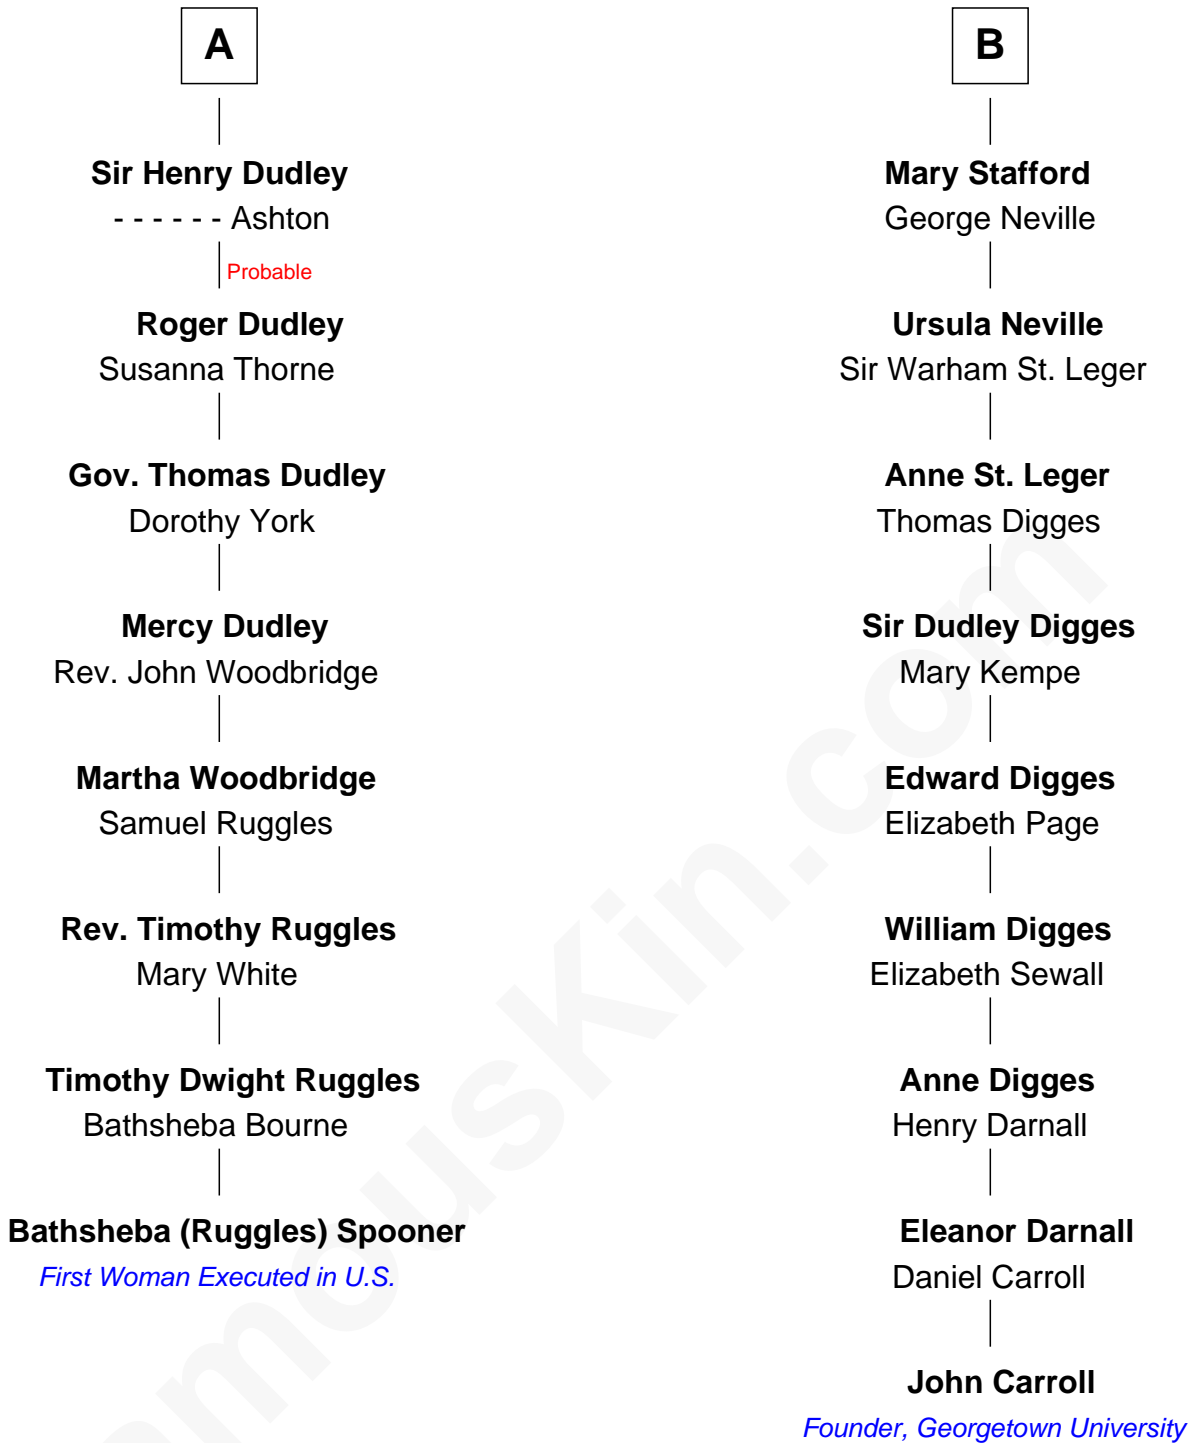 A
Sir Henry Dudley
- - - - - - Ashton
Probable
Roger Dudley
Susanna Thorne
Gov. Thomas Dudley
Dorothy York
Mercy Dudley
Rev. John Woodbridge
Martha Woodbridge
Samuel Ruggles
Rev. Timothy Ruggles
Mary White
Timothy Dwight Ruggles
Bathsheba Bourne
Bathsheba (Ruggles) Spooner
First Woman Executed in U.S.
B
Mary Stafford
George Neville
Ursula Neville
Sir Warham St. Leger
Anne St. Leger
Thomas Digges
Sir Dudley Digges
Mary Kempe
Edward Digges
Elizabeth Page
William Digges
Elizabeth Sewall
Anne Digges
Henry Darnall
Eleanor Darnall
Daniel Carroll
John Carroll
Founder, Georgetown University
amousKin.com